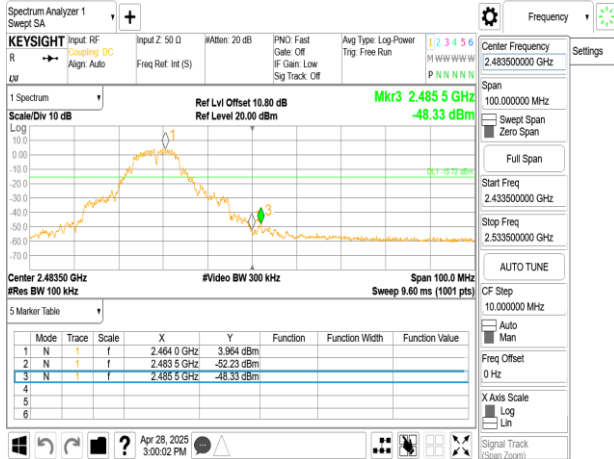 Spectrum Analyzer 1
Swept SA
Frequency
KEYSIGHT Input: RF Input Z: 50 Ω #Atten: 20 dB PNO: Fast Avg Type: Log-Power 1 2 3 4 5 6
R Coupling: DC Gate: Off Trig: Free Run M W W W W W
Align: Auto Freq Ref: Int (S) IF Gain: Low
Sig Track: Off P N N N N N
LXI
Center Frequency
2.483500000 GHz
Settings
1 Spectrum
Scale/Div 10 dB
Ref Lvl Offset 10.80 dB
Ref Level 20.00 dBm
Mkr3 2.485 5 GHz
-48.33 dBm
Log
10.0
0.00
-10.0
-20.0
-30.0
-40.0
-50.0
-60.0
-70.0
1
3
DL1 -15.72 dBm
Center 2.48350 GHz #Video BW 300 kHz Span 100.0 MHz
#Res BW 100 kHz Sweep 9.60 ms (1001 pts)
5 Marker Table
Mode Trace Scale X Y Function Function Width Function Value
1 N 1 f 2.464 0 GHz 3.964 dBm
2 N 1 f 2.483 5 GHz -52.23 dBm
3 N 1 f 2.485 5 GHz -48.33 dBm
4
5
6
Span
100.000000 MHz
Swept Span
Zero Span
Full Span
Start Freq
2.433500000 GHz
Stop Freq
2.533500000 GHz
AUTO TUNE
CF Step
10.000000 MHz
Auto
Man
Freq Offset
0 Hz
X Axis Scale
Log
Lin
Signal Track
(Span Zoom)
?
Apr 28, 2025
3:00:02 PM